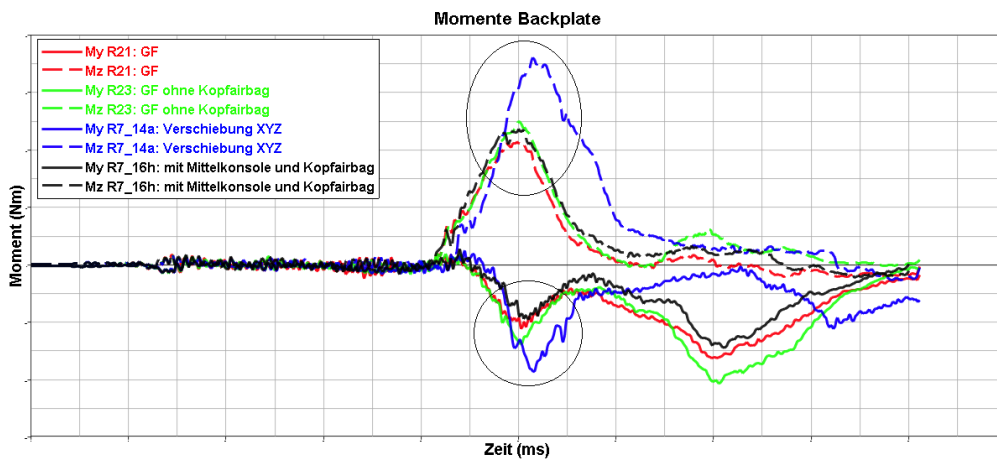 Momente Backplate
My R21: GF
Mz R21: GF
My R23: GF ohne Kopfairbag
Mz R23: GF ohne Kopfairbag
My R7_14a: Verschiebung XYZ
Mz R7_14a: Verschiebung XYZ
My R7_16h: mit Mittelkonsole und Kopfairbag
Mz R7_16h: mit Mittelkonsole und Kopfairbag
Moment (Nm)
Zeit (ms)